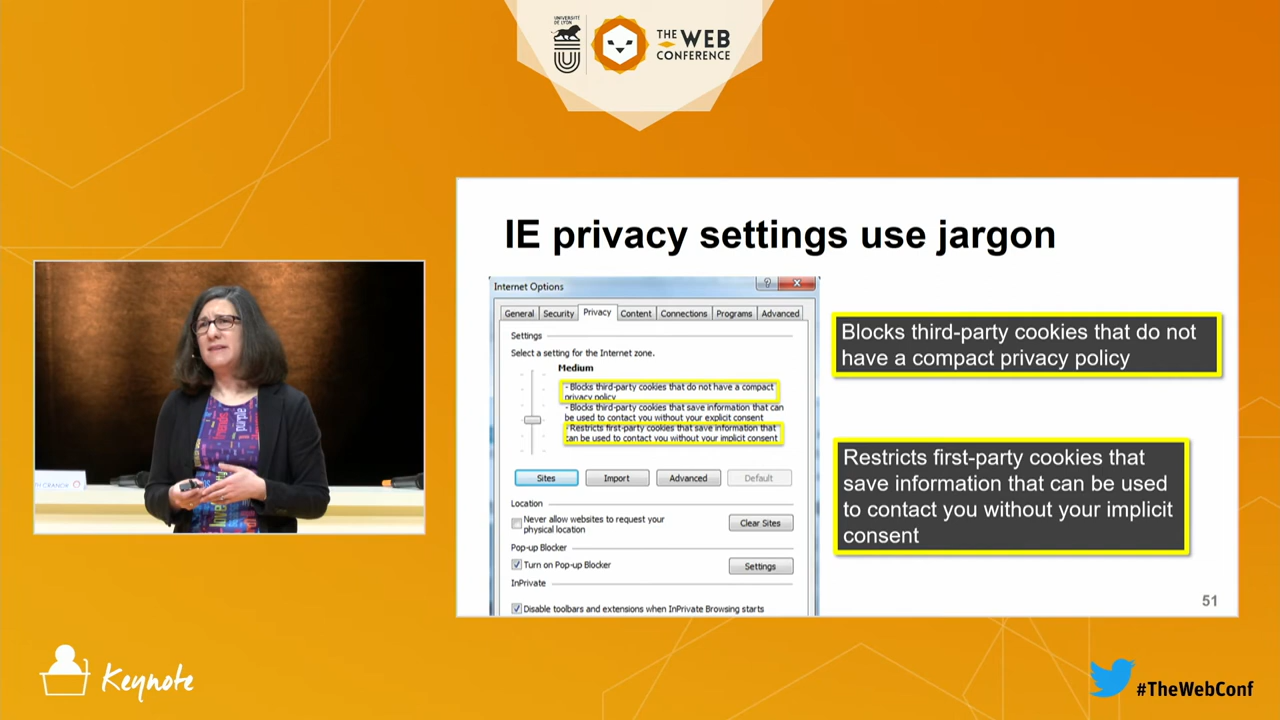 UNIVERSITÉ
DE LYON
THE WEB
CONFERENCE
IE privacy settings use jargon
Internet Options
General Security Privacy Content Connections Programs Advanced
Settings
Select a setting for the Internet zone.
Medium
- Blocks third-party cookies that do not have a compact
privacy policy
- Blocks third-party cookies that save information that can
be used to contact you without your explicit consent
- Restricts first-party cookies that save information that
can be used to contact you without your implicit consent
Sites Import Advanced Default
Location
Never allow websites to request your
physical location
Clear Sites
Pop-up Blocker
Turn on Pop-up Blocker
Settings
InPrivate
Disable toolbars and extensions when InPrivate Browsing starts
Blocks third-party cookies that do not
have a compact privacy policy
Restricts first-party cookies that
save information that can be used
to contact you without your implicit
consent
51
TH CRANOR
purple
Keynote
#TheWebConf